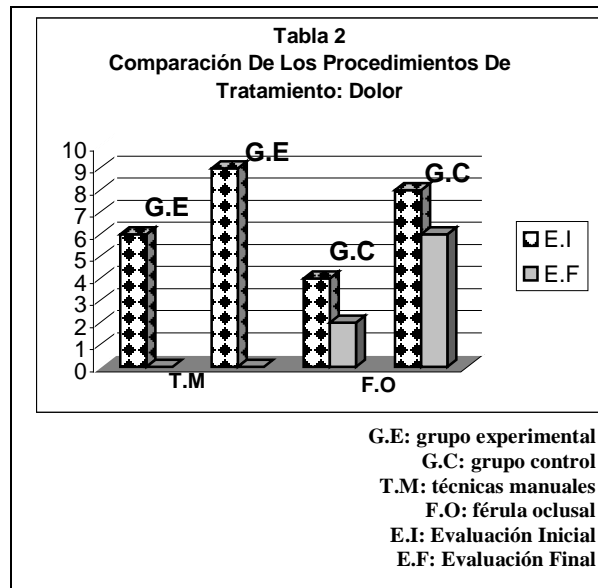 Tabla 2
Comparación De Los Procedimientos De
Tratamiento: Dolor
10
9
8
7
6
5
4
3
2
1
0
G.E
G.E
G.C
G.C
T.M
F.O
E.I
E.F
G.E: grupo experimental
G.C: grupo control
T.M: técnicas manuales
F.O: férula oclusal
E.I: Evaluación Inicial
E.F: Evaluación Final